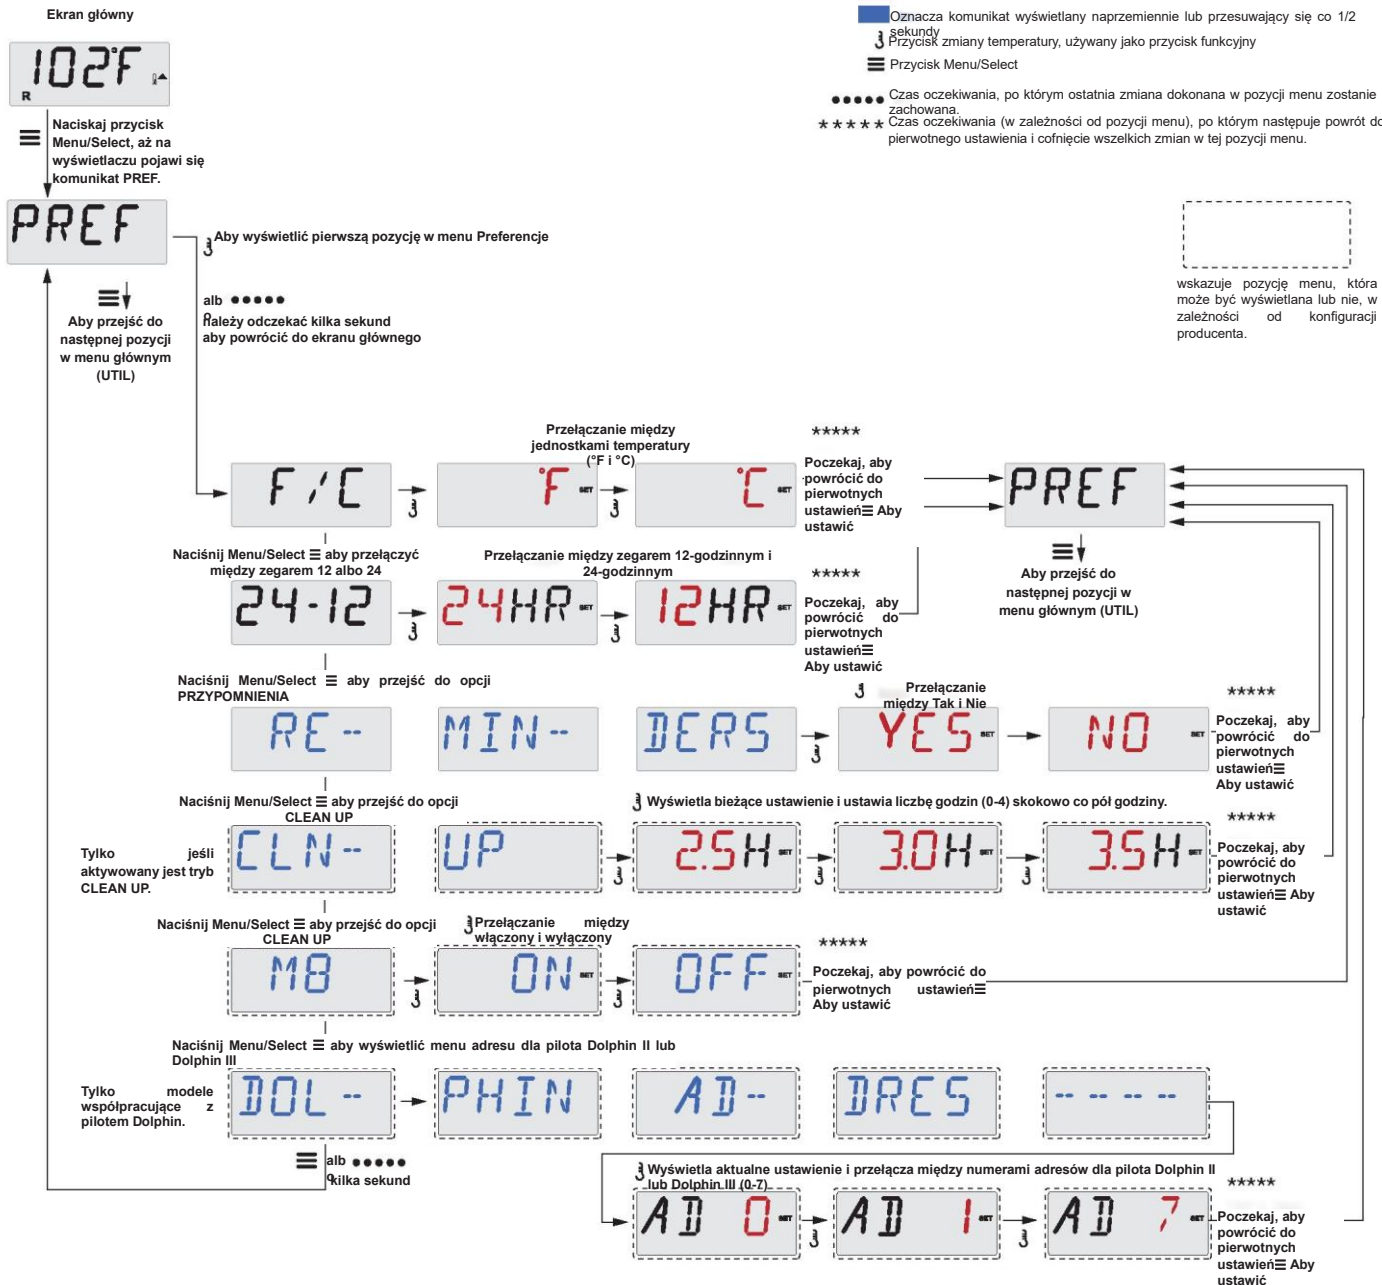 Ekran główny
Oznacza komunikat wyświetlany naprzemiennie lub przesuwający się co 1/2
sekundy
Przycisk zmiany temperatury, używany jako przycisk funkcyjny
Przycisk Menu/Select
Czas oczekiwania, po którym ostatnia zmiana dokonana w pozycji menu zostanie
zachowana.
***** Czas oczekiwania (w zależności od pozycji menu), po którym następuje powrót do
pierwotnego ustawienia i cofnięcie wszelkich zmian w tej pozycji menu.
102°F
R
Naciskaj przycisk
Menu/Select, aż na
wyświetlaczu pojawi się
komunikat PREF.
PREF
Aby wyświetlić pierwszą pozycję w menu Preferencje
alb
o
należy odczekać kilka sekund
aby powrócić do ekranu głównego
Aby przejść do
następnej pozycji
w menu głównym
(UTIL)
wskazuje pozycję menu, która
może być wyświetlana lub nie, w
zależności od konfiguracji
producenta.
Przełączanie między
jednostkami temperatury
(°F i °C)
F/C
°F SET
°C SET
*****
Poczekaj, aby
powrócić do
pierwotnych
ustawień☰ Aby
ustawić
PREF
Aby przejść do
następnej pozycji w
menu głównym (UTIL)
Naciśnij Menu/Select ☰ aby przełączyć
między zegarem 12 albo 24
Przełączanie między zegarem 12-godzinnym i
24-godzinnym
24-12
24HR SET
12HR SET
*****
Poczekaj, aby
powrócić do
pierwotnych
ustawień☰
Aby ustawić
Naciśnij Menu/Select ☰ aby przejść do opcji
PRZYPOMNIENIA
Przełączanie
między Tak i Nie
RE-
MIN-
DERS
YES SET
NO SET
*****
Poczekaj, aby
powrócić do
pierwotnych
ustawień☰
Aby ustawić
Naciśnij Menu/Select ☰ aby przejść do opcji
CLEAN UP
Wyświetla bieżące ustawienie i ustawia liczbę godzin (0-4) skokowo co pół godziny.
Tylko jeśli
aktywowany jest tryb
CLEAN UP.
CLN-
UP
2.5H SET
3.0H SET
3.5H SET
*****
Poczekaj, aby
powrócić do
pierwotnych
ustawień☰ Aby
ustawić
Naciśnij Menu/Select ☰ aby przejść do opcji
CLEAN UP
Przełączanie między
włączony i wyłączony
M8
ON SET
OFF SET
*****
Poczekaj, aby powrócić do
pierwotnych ustawień☰
Aby ustawić
Naciśnij Menu/Select ☰ aby wyświetlić menu adresu dla pilota Dolphin II lub
Dolphin III
Tylko modele
współpracujące z
pilotem Dolphin.
DOL-
PHIN
AD-
DRES
----
alb
o
kilka sekund
Wyświetla aktualne ustawienie i przełącza między numerami adresów dla pilota Dolphin II
lub Dolphin III (0-7)
AD 0 SET
AD 1 SET
AD 7 SET
*****
Poczekaj, aby
powrócić do
pierwotnych
ustawień☰ Aby
ustawić